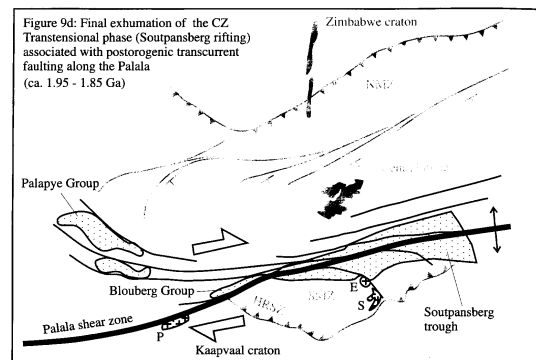 Figure 9d: Final exhumation of the CZ
Transtensional phase (Soutpansberg rifting)
associated with postorogenic transcurrent
faulting along the Palala
(ca. 1.95 - 1.85 Ga)
Zimbabwe craton
NMZ
Palapye Group
Blouberg Group
HRSZ
SMZ
E
S
Soutpansberg
trough
Palala shear zone
P
Kaapvaal craton